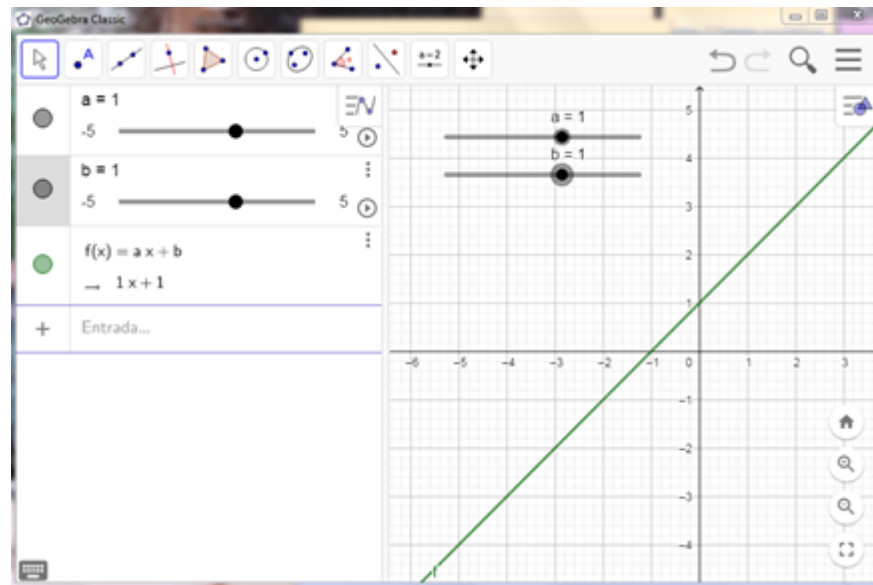 GeoGebra Classic
A
a=2
a = 1
-5
5
b = 1
-5
5
f(x) = a x + b
→ 1 x + 1
+ Entrada...
a = 1
b = 1
5
4
3
2
1
-6 -5 -4 -3 -2 -1 0 1 2 3
-1
-2
-3
-4
f